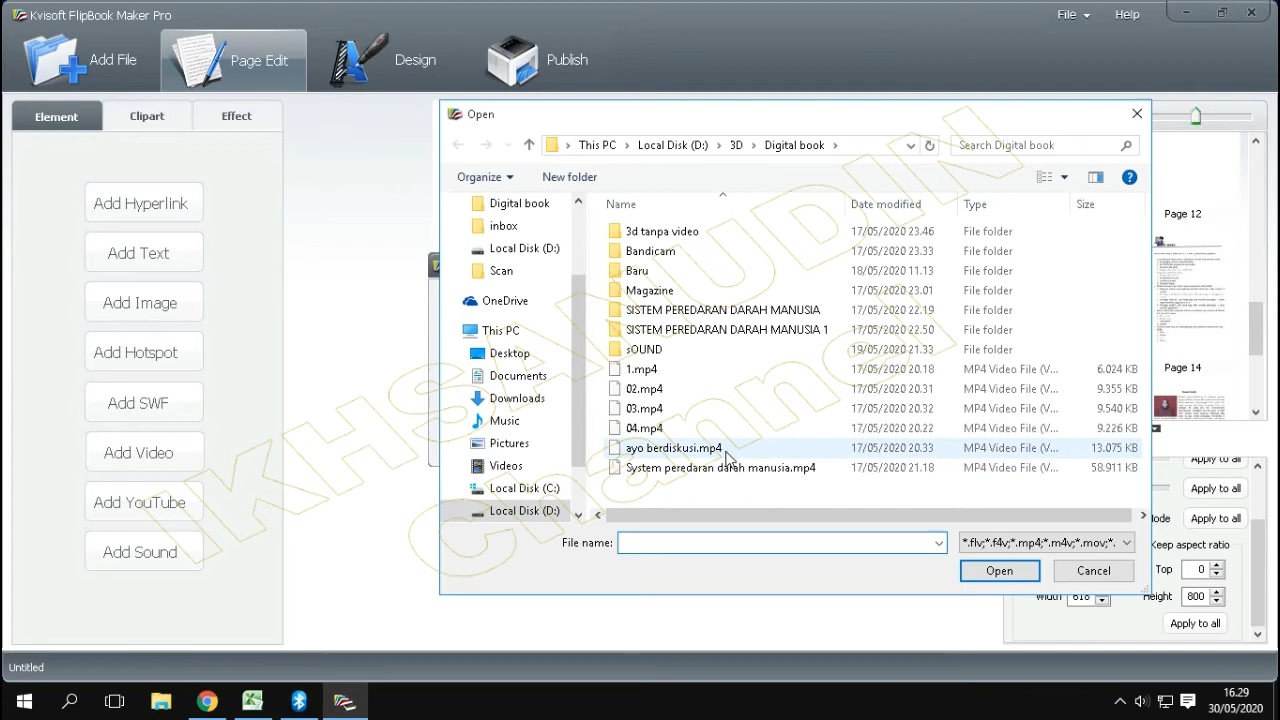 Kvisoft FlipBook Maker Pro
File
Help
Add File
Page Edit
Design
Publish
Element
Clipart
Effect
Add Hyperlink
Add Text
Add Image
Add Hotspot
Add SWF
Add Video
Add YouTube
Add Sound
Open
This PC > Local Disk (D:) > 3D > Digital book >
Search Digital book
Organize
New folder
Digital book
inbox
Local Disk (D:)
Scan
OneDrive
This PC
Desktop
Documents
Downloads
Music
Pictures
Videos
Local Disk (C:)
Local Disk (D:)
Name Date modified Type Size
3d tanpa video 17/05/2020 23.46 File folder
Bandicam 17/05/2020 23.33 File folder
Baru 18/05/2020 11.13 File folder
Magazine 17/05/2020 23.01 File folder
SISTEM PEREDARAN DARAH MANUSIA 17/05/2020 22.19 File folder
SISTEM PEREDARAN DARAH MANUSIA 17/05/2020 22.50 File folder
SOUND 19/05/2020 21.33 File folder
1.mp4 17/05/2020 20.18 MP4 Video File (V... 6.024 KB
02.mp4 17/05/2020 20.31 MP4 Video File (V... 9.355 KB
03.mp4 17/05/2020 20.29 MP4 Video File (V... 5.540 KB
04.mp4 17/05/2020 20.22 MP4 Video File (V... 9.226 KB
ayo berdiskusi.mp4 17/05/2020 20.33 MP4 Video File (V... 13.075 KB
System peredaran darah manusia.mp4 17/05/2020 21.18 MP4 Video File (V... 58.911 KB
File name:
*.flv;*.f4v;*.mp4;*.m4v;*.mov;*.
Open
Cancel
IKHSANUDIN
Channel
Page 12
Page 14
Apply to all
Apply to all
Mode Apply to all
Keep aspect ratio
Top 0
Width 618 Height 800
Apply to all
Untitled
16.29
30/05/2020